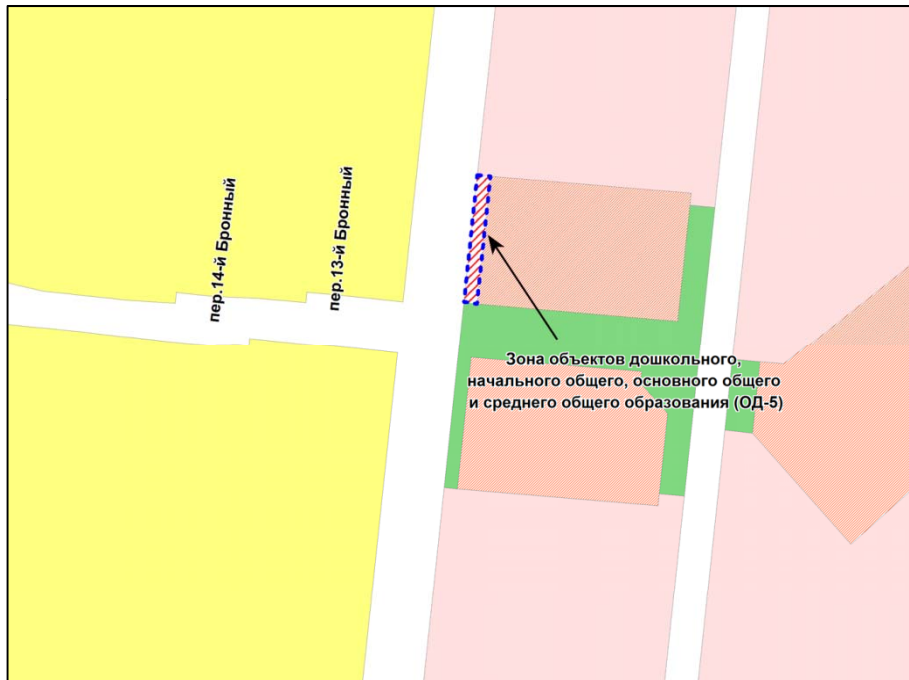 пер.14-й Бронный
пер.13-й Бронный
Зона объектов дошкольного,
начального общего, основного общего
и среднего общего образования (ОД-5)